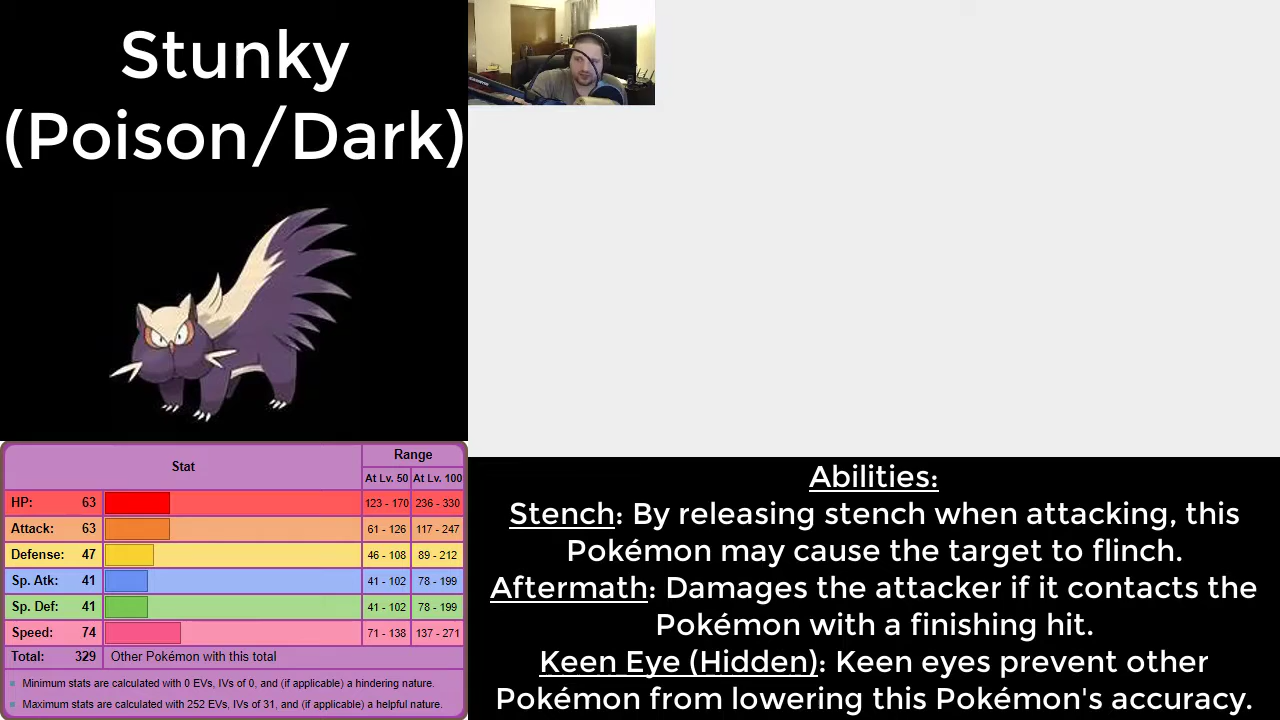 Stunky
(Poison/Dark)
Stat
Range
At Lv. 50 At Lv. 100
HP: 63 123 - 170 236 - 330
Attack: 63 61 - 126 117 - 247
Defense: 47 46 - 108 89 - 212
Sp. Atk: 41 41 - 102 78 - 199
Sp. Def: 41 41 - 102 78 - 199
Speed: 74 71 - 138 137 - 271
Total: 329 Other Pokémon with this total
Minimum stats are calculated with 0 EVs, IVs of 0, and (if applicable) a hindering nature.
Maximum stats are calculated with 252 EVs, IVs of 31, and (if applicable) a helpful nature.
Abilities:
Stench: By releasing stench when attacking, this
Pokémon may cause the target to flinch.
Aftermath: Damages the attacker if it contacts the
Pokémon with a finishing hit.
Keen Eye (Hidden): Keen eyes prevent other
Pokémon from lowering this Pokémon's accuracy.